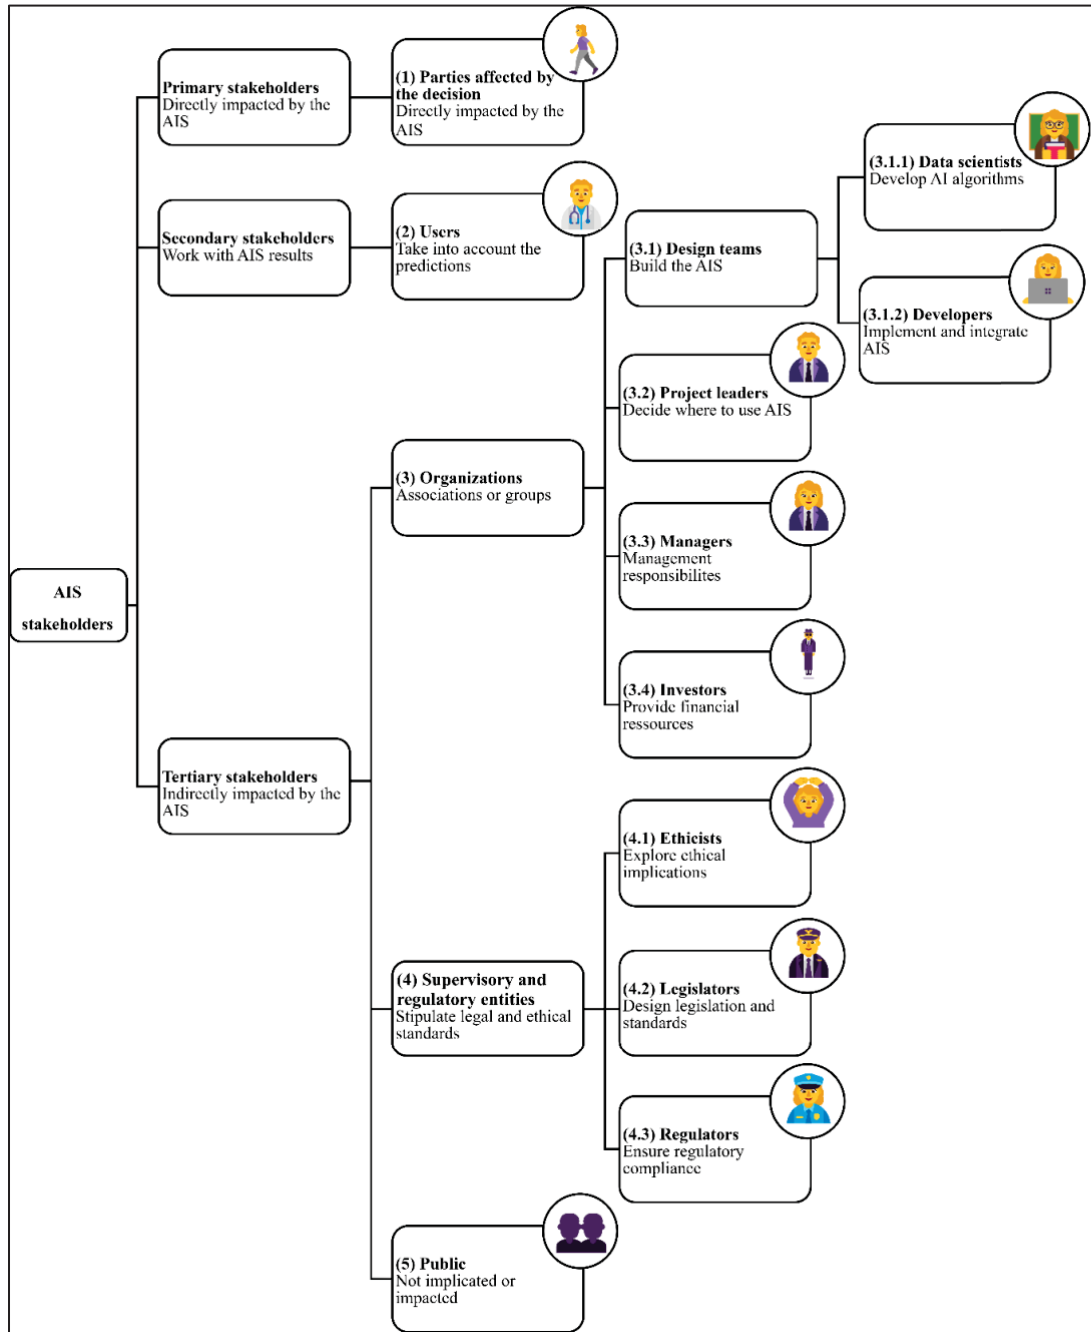 Primary stakeholders
Directly impacted by the
AIS
(1) Parties affected by
the decision
Directly impacted by the
AIS
Secondary stakeholders
Work with AIS results
(2) Users
Take into account the
predictions
(3.1) Design teams
Build the AIS
(3.1.1) Data scientists
Develop AI algorithms
(3.1.2) Developers
Implement and integrate
AIS
(3.2) Project leaders
Decide where to use AIS
(3) Organizations
Associations or groups
(3.3) Managers
Management
responsibilites
AIS
stakeholders
(3.4) Investors
Provide financial
ressources
Tertiary stakeholders
Indirectly impacted by the
AIS
(4.1) Ethicists
Explore ethical
implications
(4) Supervisory and
regulatory entities
Stipulate legal and ethical
standards
(4.2) Legislators
Design legislation and
standards
(4.3) Regulators
Ensure regulatory
compliance
(5) Public
Not implicated or
impacted